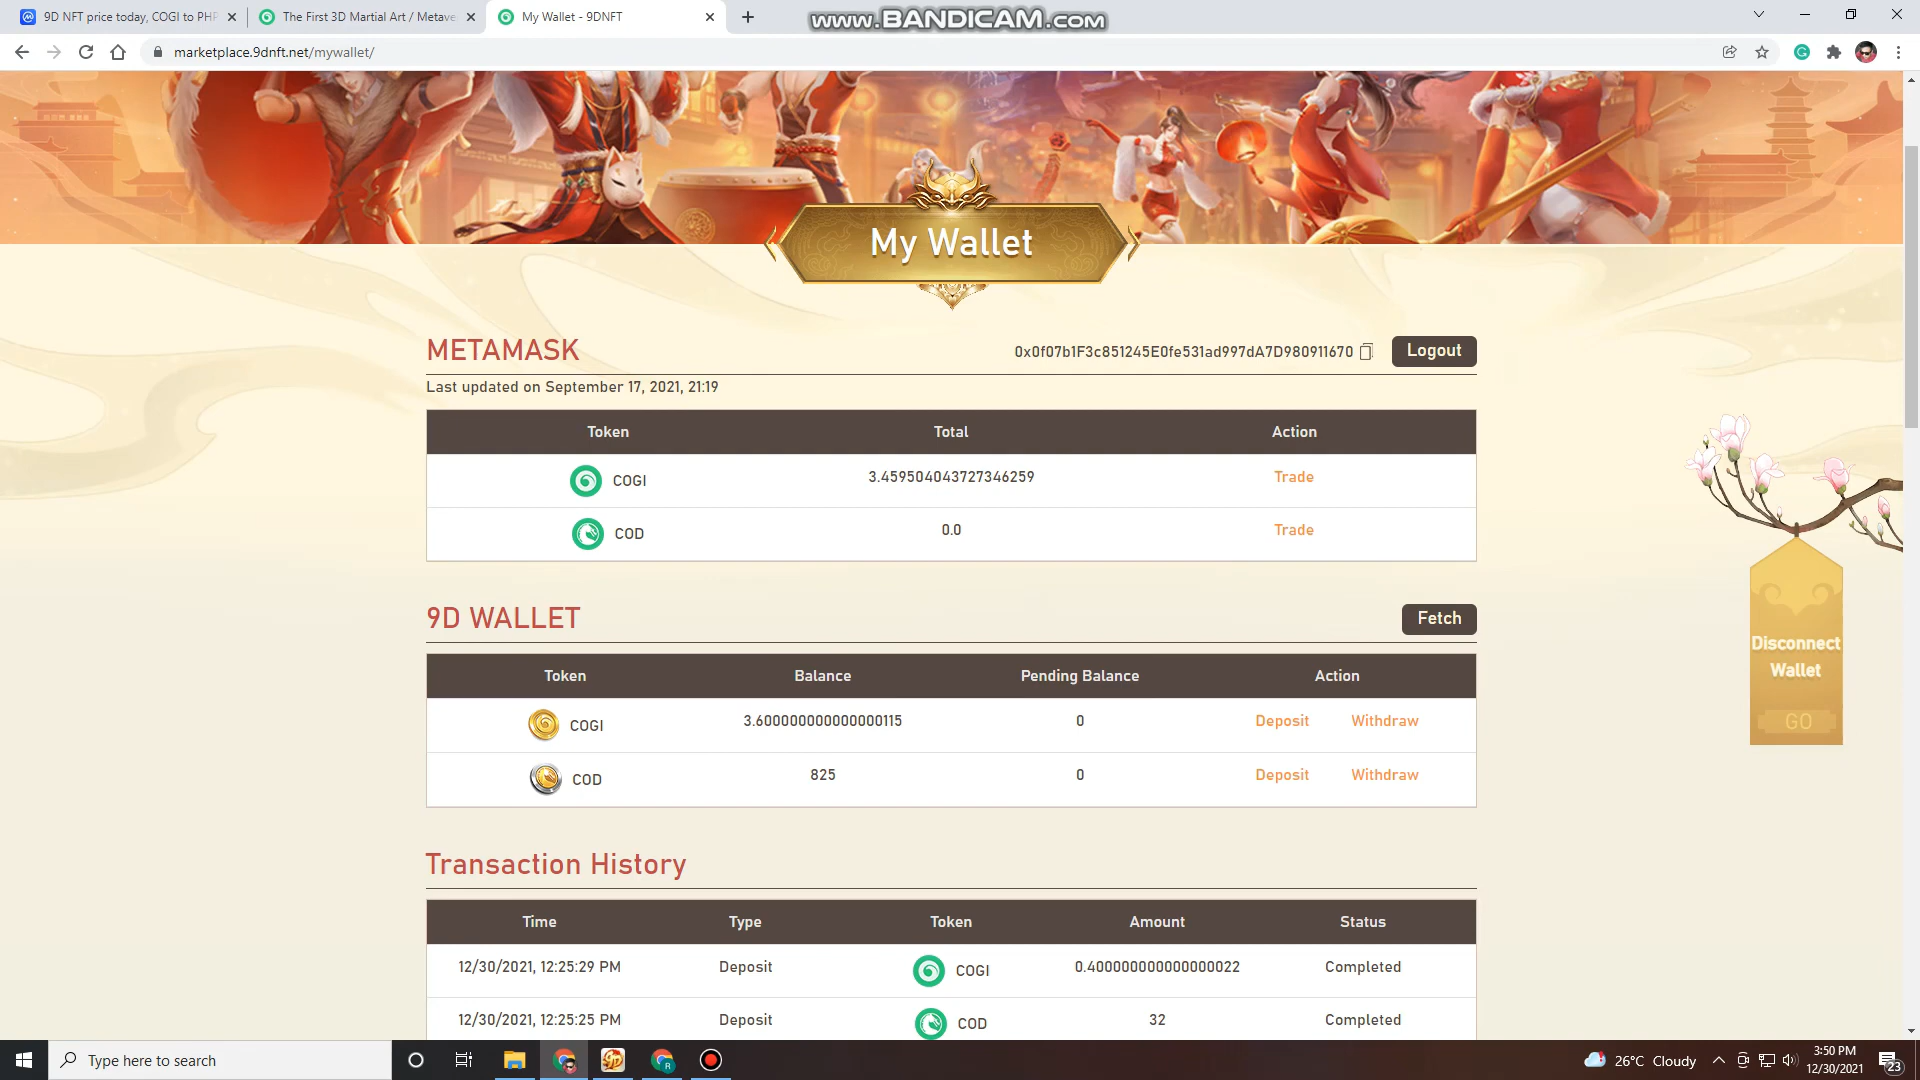 9D NFT price today, COGI to PHP
The First 3D Martial Art / Metave
My Wallet - 9DNFT
www.BANDICAM.com
marketplace.9dnft.net/mywallet/
My Wallet
METAMASK
0x0f07b1F3c851245E0fe531ad997dA7D980911670
Logout
Last updated on September 17, 2021, 21:19
Token Total Action
COGI 3.459504043727346259 Trade
COD 0.0 Trade
9D WALLET
Fetch
Token Balance Pending Balance Action
COGI 3.600000000000000115 0 Deposit Withdraw
COD 825 0 Deposit Withdraw
Disconnect
Wallet
GO
Transaction History
Time Type Token Amount Status
12/30/2021, 12:25:29 PM Deposit COGI 0.400000000000000022 Completed
12/30/2021, 12:25:25 PM Deposit COD 32 Completed
Type here to search
26°C Cloudy
3:50 PM
12/30/2021
23